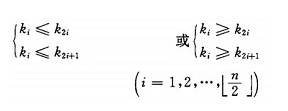 {k_i ≤ k_{2i}     或{k_i ≥ k_{2i}
{k_i ≤ k_{2i+1}     {k_i ≥ k_{2i+1}
(i = 1,2,⋯,⌊n/2⌋)